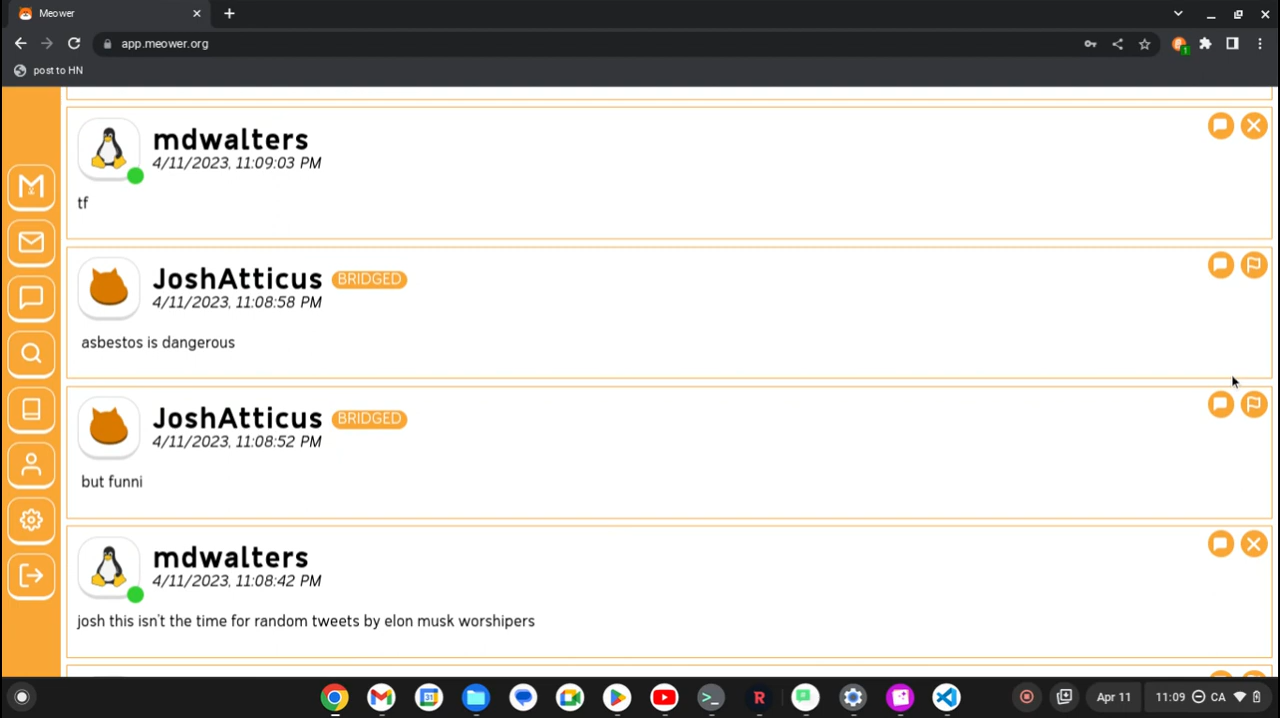 Meower
app.meower.org
post to HN
mdwalters
4/11/2023, 11:09:03 PM
tf
JoshAtticus BRIDGED
4/11/2023, 11:08:58 PM
asbestos is dangerous
JoshAtticus BRIDGED
4/11/2023, 11:08:52 PM
but funni
mdwalters
4/11/2023, 11:08:42 PM
josh this isn't the time for random tweets by elon musk worshipers
Apr 11 11:09 CA